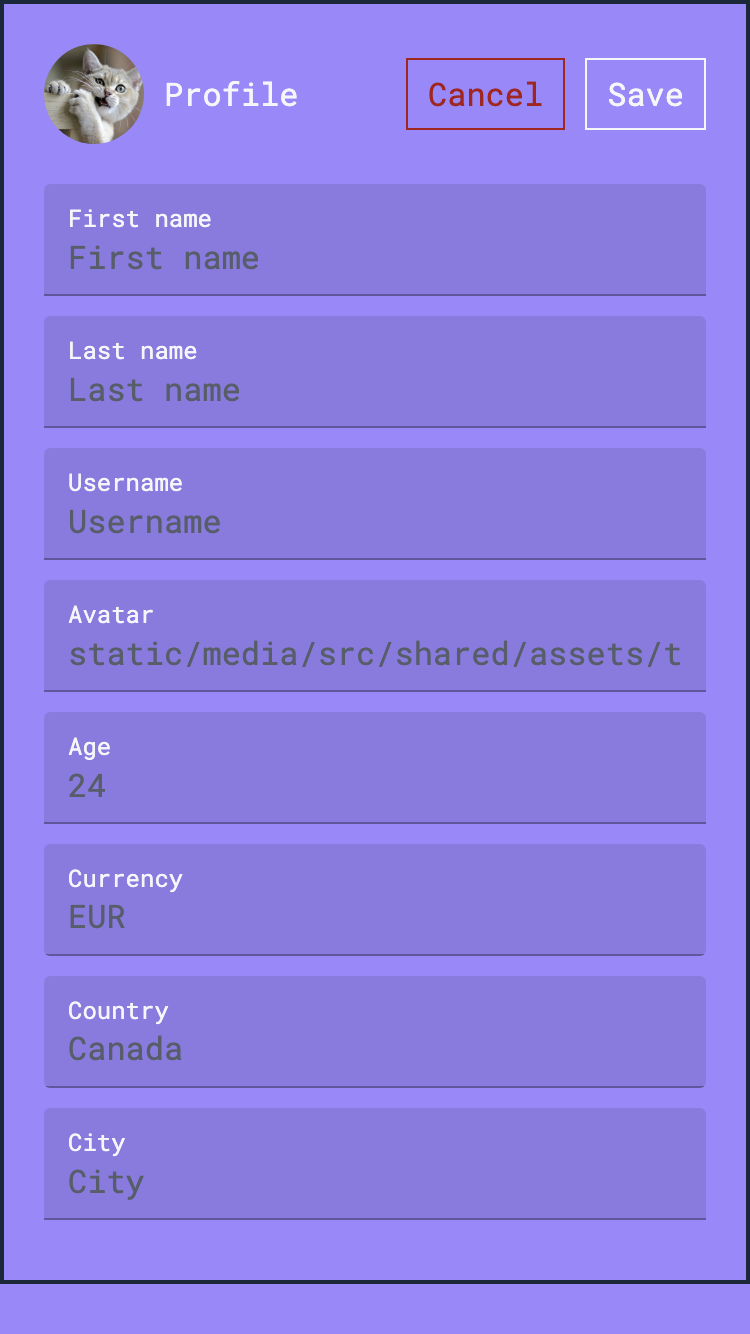 Profile
Cancel
Save
First name
First name
Last name
Last name
Username
Username
Avatar
static/media/src/shared/assets/t
Age
24
Currency
EUR
Country
Canada
City
City